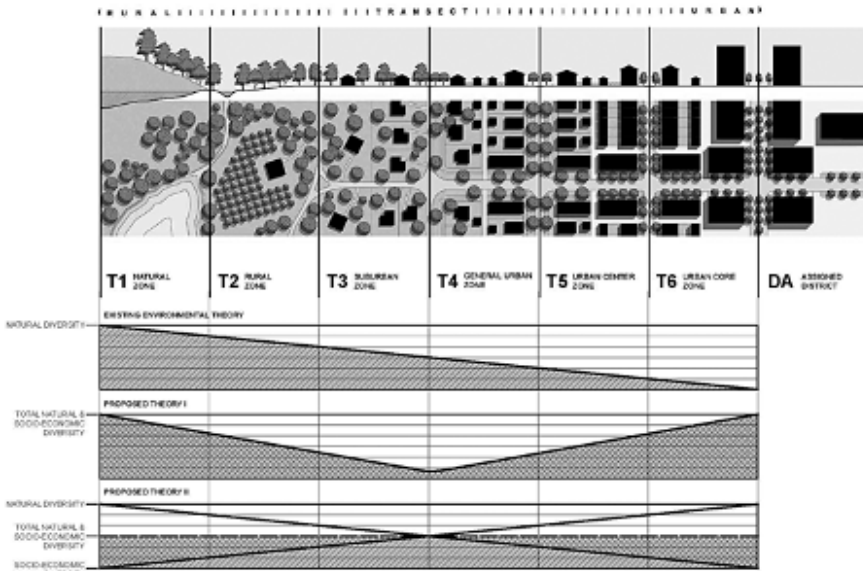 RURAL TRANSECT URBAN
T1 NATURAL ZONE
T2 RURAL ZONE
T3 SUBURBAN ZONE
T4 GENERAL URBAN ZONE
T5 URBAN CENTER ZONE
T6 URBAN CORE ZONE
DA ASSIGNED DISTRICT
EXISTING ENVIRONMENTAL THEORY
NATURAL DIVERSITY
PROPOSED THEORY I
TOTAL NATURAL &
SOCIO-ECONOMIC
DIVERSITY
PROPOSED THEORY II
NATURAL DIVERSITY
TOTAL NATURAL &
SOCIO-ECONOMIC
DIVERSITY
SOCIO-ECONOMIC